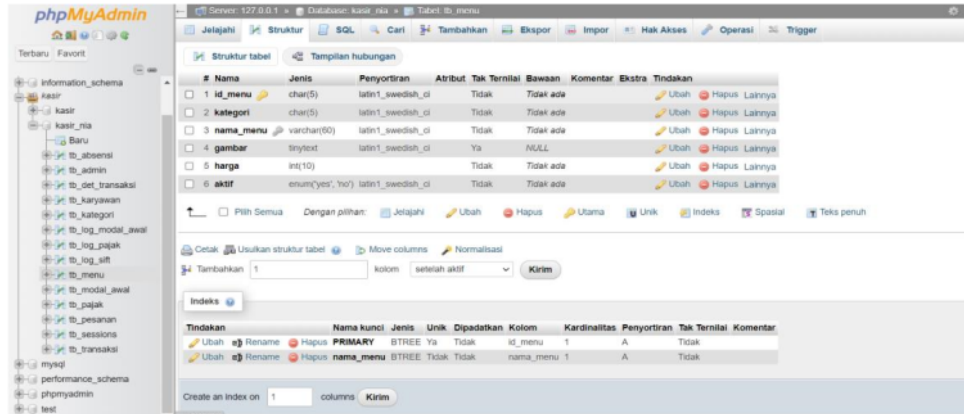 phpMyAdmin
Terbaru Favorit
information_schema
kasir
kasir
kasir_nia
Baru
tb_absensi
tb_admin
tb_det_transaksi
tb_karyawan
tb_kategori
tb_log_modal_awal
tb_log_pajak
tb_log_sift
tb_menu
tb_modal_awal
tb_pajak
tb_pesanan
tb_sessions
tb_transaksi
mysql
performance_schema
phpmyadmin
test
Server: 127.0.0.1 » Database: kasir_nia » Tabel: tb_menu
Jelajahi Struktur SQL Cari Tambahkan Ekspor Impor Hak Akses Operasi Trigger
Struktur tabel Tampilan hubungan
# Nama Jenis Penyortiran Atribut Tak Ternilai Bawaan Komentar Ekstra Tindakan
1 id_menu char(5) latin1_swedish_ci Tidak Tidak ada Ubah Hapus Lainnya
2 kategori char(5) latin1_swedish_ci Tidak Tidak ada Ubah Hapus Lainnya
3 nama_menu varchar(60) latin1_swedish_ci Tidak Tidak ada Ubah Hapus Lainnya
4 gambar tinytext latin1_swedish_ci Ya NULL Ubah Hapus Lainnya
5 harga int(10) Tidak Tidak ada Ubah Hapus Lainnya
6 aktif enum('yes', 'no') latin1_swedish_ci Tidak Tidak ada Ubah Hapus Lainnya
Pilih Semua Dengan pilihan: Jelajahi Ubah Hapus Utama Unik Indeks Spasial Teks penuh
Cetak Usulkan struktur tabel Move columns Normalisasi
Tambahkan 1 kolom setelah aktif Kirim
Indeks
Tindakan Nama kunci Jenis Unik Dipadatkan Kolom Kardinalitas Penyortiran Tak Ternilai Komentar
Ubah Rename Hapus PRIMARY BTREE Ya Tidak id_menu 1 A Tidak
Ubah Rename Hapus nama_menu BTREE Tidak Tidak nama_menu 1 A Tidak
Create an index on 1 columns Kirim